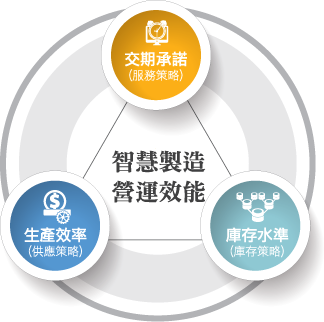 交期承諾
(服務策略)
智慧製造
營運效能
生產效率
(供應策略)
庫存水準
(庫存策略)